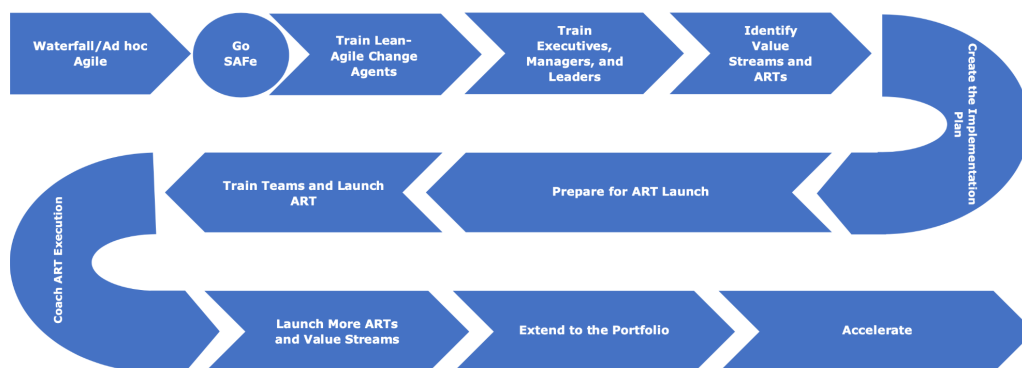 Waterfall/Ad hoc
Agile
Go
SAFe
Train Lean-
Agile Change
Agents
Train
Executives,
Managers, and
Leaders
Identify
Value
Streams and
ARTs
Create the Implementation
Plan
Prepare for ART Launch
Train Teams and Launch
ART
Coach ART Execution
Launch More ARTs
and Value Streams
Extend to the Portfolio
Accelerate